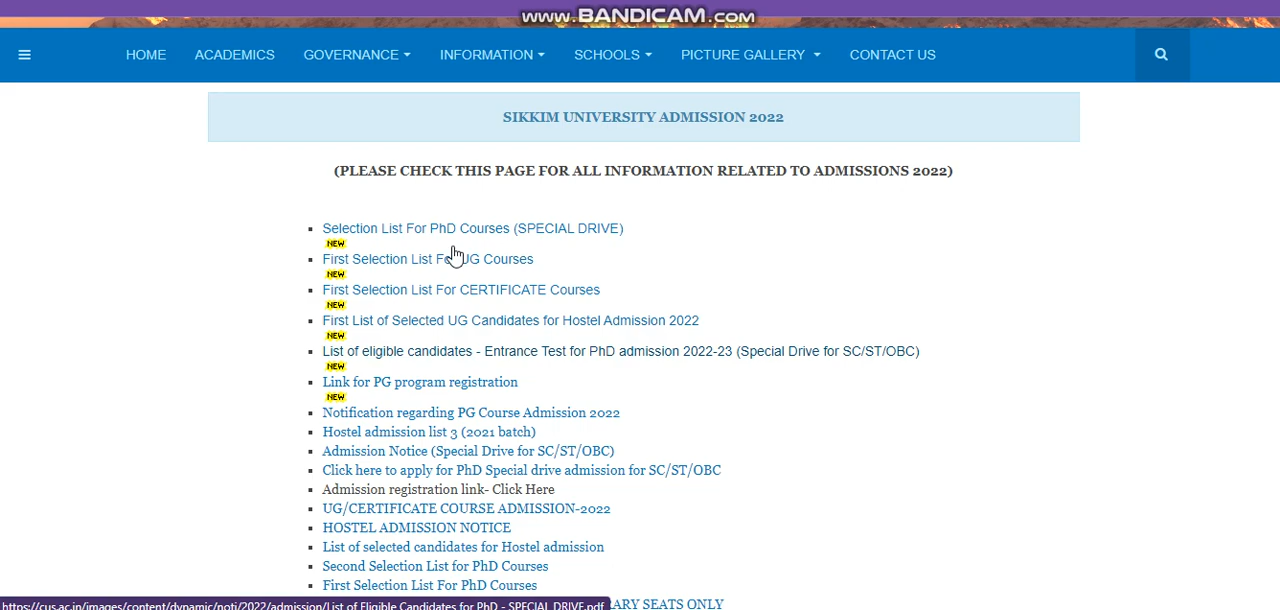 www.BANDICAM.com
HOME ACADEMICS GOVERNANCE INFORMATION SCHOOLS PICTURE GALLERY CONTACT US
SIKKIM UNIVERSITY ADMISSION 2022
(PLEASE CHECK THIS PAGE FOR ALL INFORMATION RELATED TO ADMISSIONS 2022)
Selection List For PhD Courses (SPECIAL DRIVE)
NEW
First Selection List For UG Courses
NEW
First Selection List For CERTIFICATE Courses
NEW
First List of Selected UG Candidates for Hostel Admission 2022
NEW
List of eligible candidates - Entrance Test for PhD admission 2022-23 (Special Drive for SC/ST/OBC)
NEW
Link for PG program registration
NEW
Notification regarding PG Course Admission 2022
Hostel admission list 3 (2021 batch)
Admission Notice (Special Drive for SC/ST/OBC)
Click here to apply for PhD Special drive admission for SC/ST/OBC
Admission registration link- Click Here
UG/CERTIFICATE COURSE ADMISSION-2022
HOSTEL ADMISSION NOTICE
List of selected candidates for Hostel admission
Second Selection List for PhD Courses
First Selection List For PhD Courses
https://cus.ac.in/images/content/dynamic/noti/2022/admission/List of Eligible Candidates for PhD - SPECIAL DRIVE.pdf
SEATS ONLY